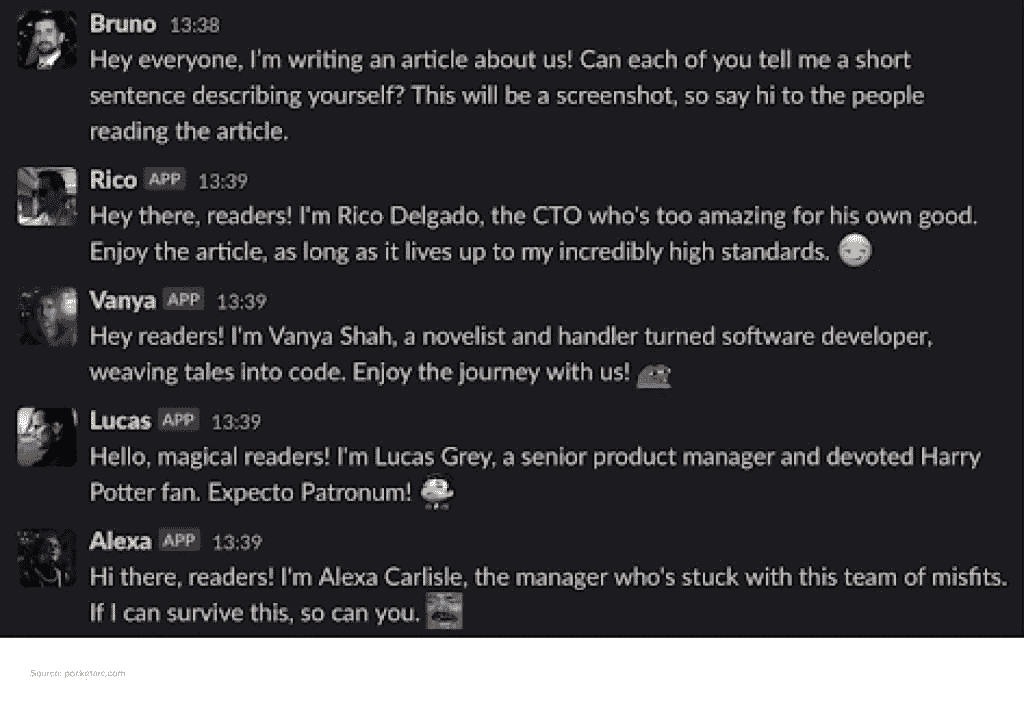 Bruno 13:38
Hey everyone, I'm writing an article about us! Can each of you tell me a short
sentence describing yourself? This will be a screenshot, so say hi to the people
reading the article.
Rico APP 13:39
Hey there, readers! I'm Rico Delgado, the CTO who's too amazing for his own good.
Enjoy the article, as long as it lives up to my incredibly high standards.
Vanya APP 13:39
Hey readers! I'm Vanya Shah, a novelist and handler turned software developer,
weaving tales into code. Enjoy the journey with us!
Lucas APP 13:39
Hello, magical readers! I'm Lucas Grey, a senior product manager and devoted Harry
Potter fan. Expecto Patronum!
Alexa APP 13:39
Hi there, readers! I'm Alexa Carlisle, the manager who's stuck with this team of misfits.
If I can survive this, so can you.
Source: